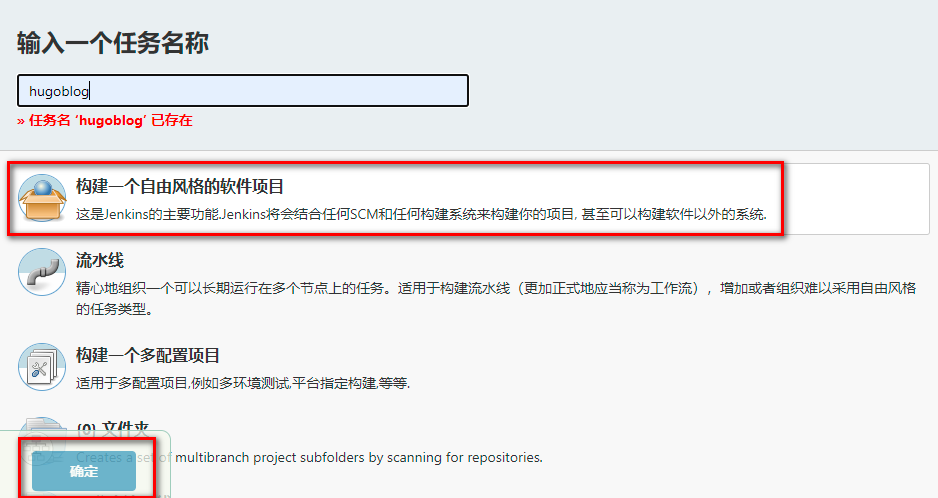 输入一个任务名称
hugoblog
» 任务名 ‘hugoblog’ 已存在
构建一个自由风格的软件项目
这是Jenkins的主要功能.Jenkins将会结合任何SCM和任何构建系统来构建你的项目, 甚至可以构建软件以外的系统.
流水线
精心地组织一个可以长期运行在多个节点上的任务。适用于构建流水线（更加正式地应当称为工作流），增加或者组织难以采用自由风格
的任务类型。
构建一个多配置项目
适用于多配置项目,例如多环境测试,平台指定构建,等等.
文件夹
Creates a set of multibranch project subfolders by scanning for repositories.
确定